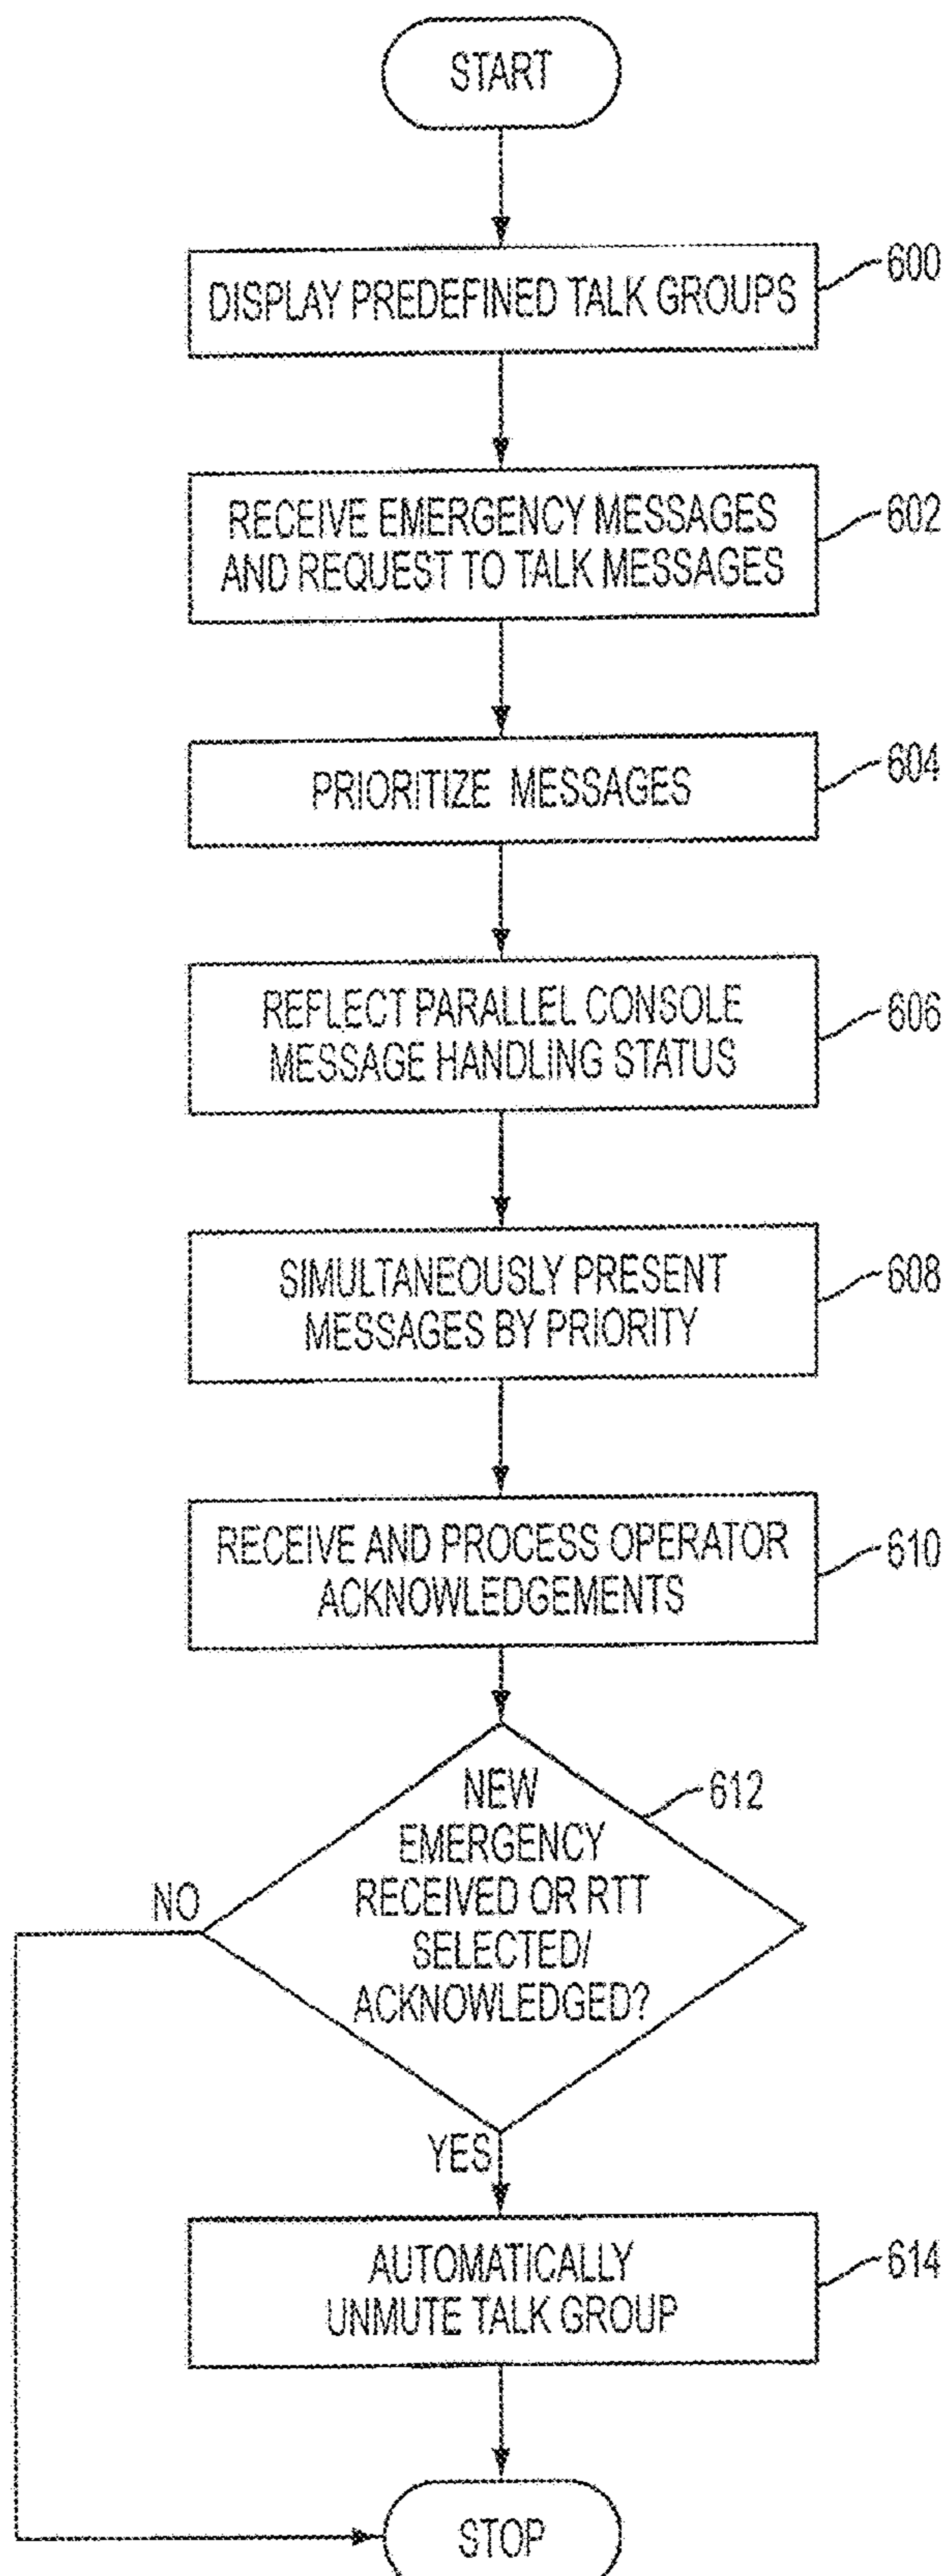 START
DISPLAY PREDEFINED TALK GROUPS
600
RECEIVE EMERGENCY MESSAGES
AND REQUEST TO TALK MESSAGES
602
PRIORITIZE MESSAGES
604
REFLECT PARALLEL CONSOLE
MESSAGE HANDLING STATUS
606
SIMULTANEOUSLY PRESENT
MESSAGES BY PRIORITY
608
RECEIVE AND PROCESS OPERATOR
ACKNOWLEDGEMENTS
610
NEW
EMERGENCY
RECEIVED OR RTT
SELECTED/
ACKNOWLEDGED?
612
NO
YES
AUTOMATICALLY
UNMUTE TALK GROUP
614
STOP